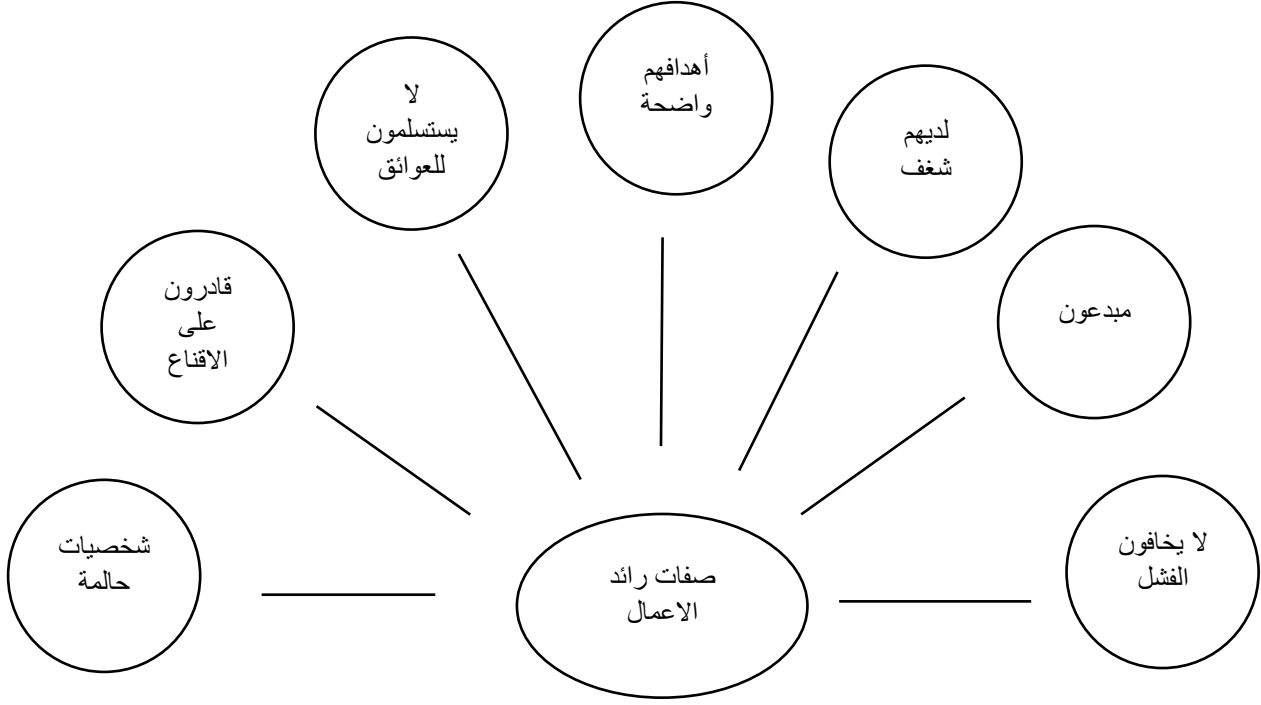 أهدافهم
واضحة
لا
يستسلمون
للعوائق
لديهم
شغف
قادرون
على
الاقناع
مبدعون
شخصيات
حالمة
لا يخافون
الفشل
صفات رائد
الاعمال